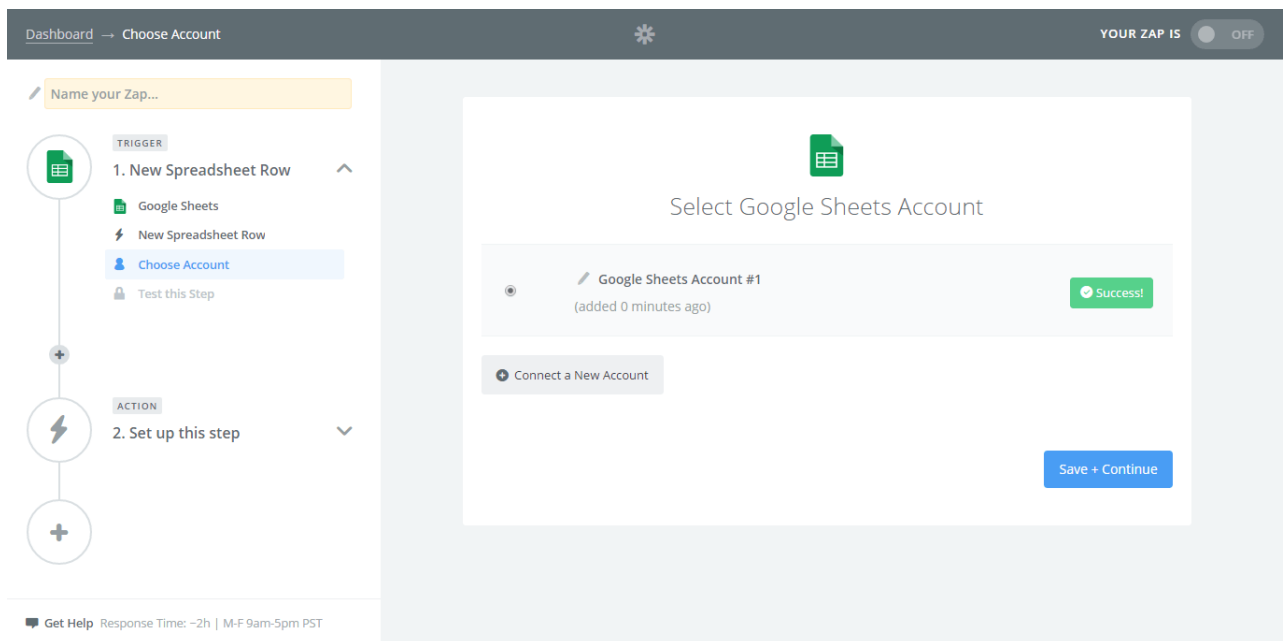 Dashboard → Choose Account
YOUR ZAP IS OFF
Name your Zap...
TRIGGER
1. New Spreadsheet Row
Google Sheets
New Spreadsheet Row
Choose Account
Test this Step
ACTION
2. Set up this step
Get Help Response Time: ~2h | M-F 9am-5pm PST
Select Google Sheets Account
Google Sheets Account #1
(added 0 minutes ago)
Success!
Connect a New Account
Save + Continue